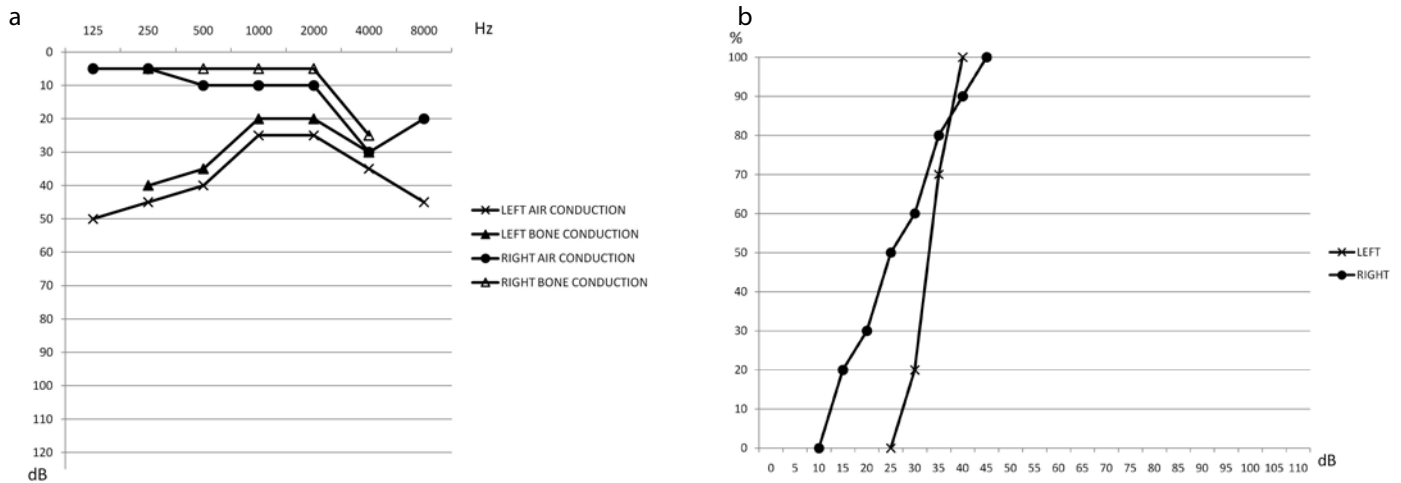 a
125 250 500 1000 2000 4000 8000 Hz
0
10
20
30
40
50
60
70
80
90
100
110
120
dB
LEFT AIR CONDUCTION
LEFT BONE CONDUCTION
RIGHT AIR CONDUCTION
RIGHT BONE CONDUCTION
b
%
100
90
80
70
60
50
40
30
20
10
0
0 5 10 15 20 25 30 35 40 45 50 55 60 65 70 75 80 85 90 95 100 105 110 dB
LEFT
RIGHT